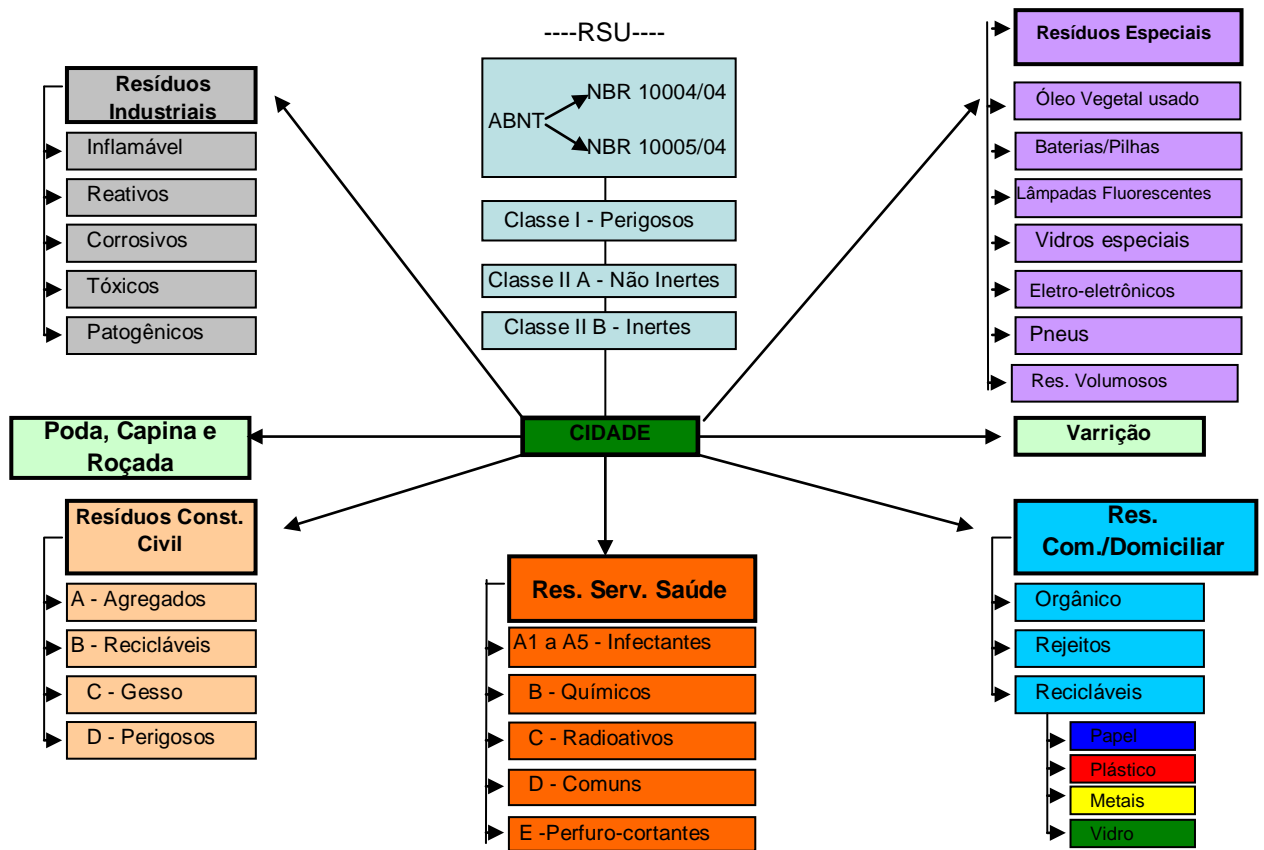 ----RSU----
ABNT
NBR 10004/04
NBR 10005/04
Classe I - Perigosos
Classe II A - Não Inertes
Classe II B - Inertes
CIDADE
Resíduos
Industriais
Inflamável
Reativos
Corrosivos
Tóxicos
Patogênicos
Resíduos Especiais
Óleo Vegetal usado
Baterias/Pilhas
Lâmpadas Fluorescentes
Vidros especiais
Eletro-eletrônicos
Pneus
Res. Volumosos
Poda, Capina e
Roçada
Varrição
Resíduos Const.
Civil
A - Agregados
B - Recicláveis
C - Gesso
D - Perigosos
Res. Serv. Saúde
A1 a A5 - Infectantes
B - Químicos
C - Radioativos
D - Comuns
E -Perfuro-cortantes
Res.
Com./Domiciliar
Orgânico
Rejeitos
Recicláveis
Papel
Plástico
Metais
Vidro